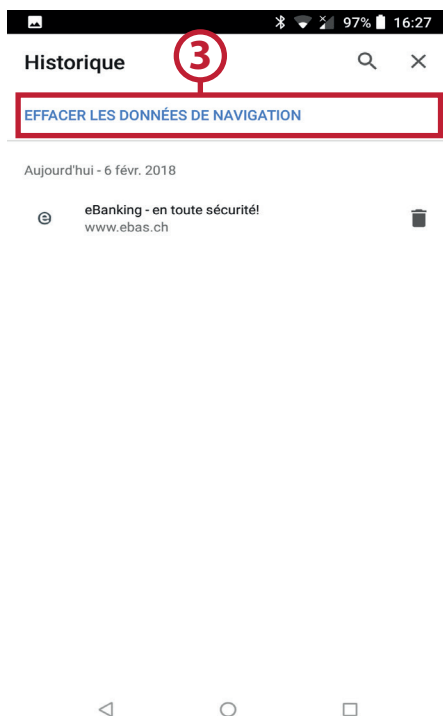 97% 16:27
Historique
3
EFFACER LES DONNÉES DE NAVIGATION
Aujourd'hui - 6 févr. 2018
eBanking - en toute sécurité!
www.ebas.ch